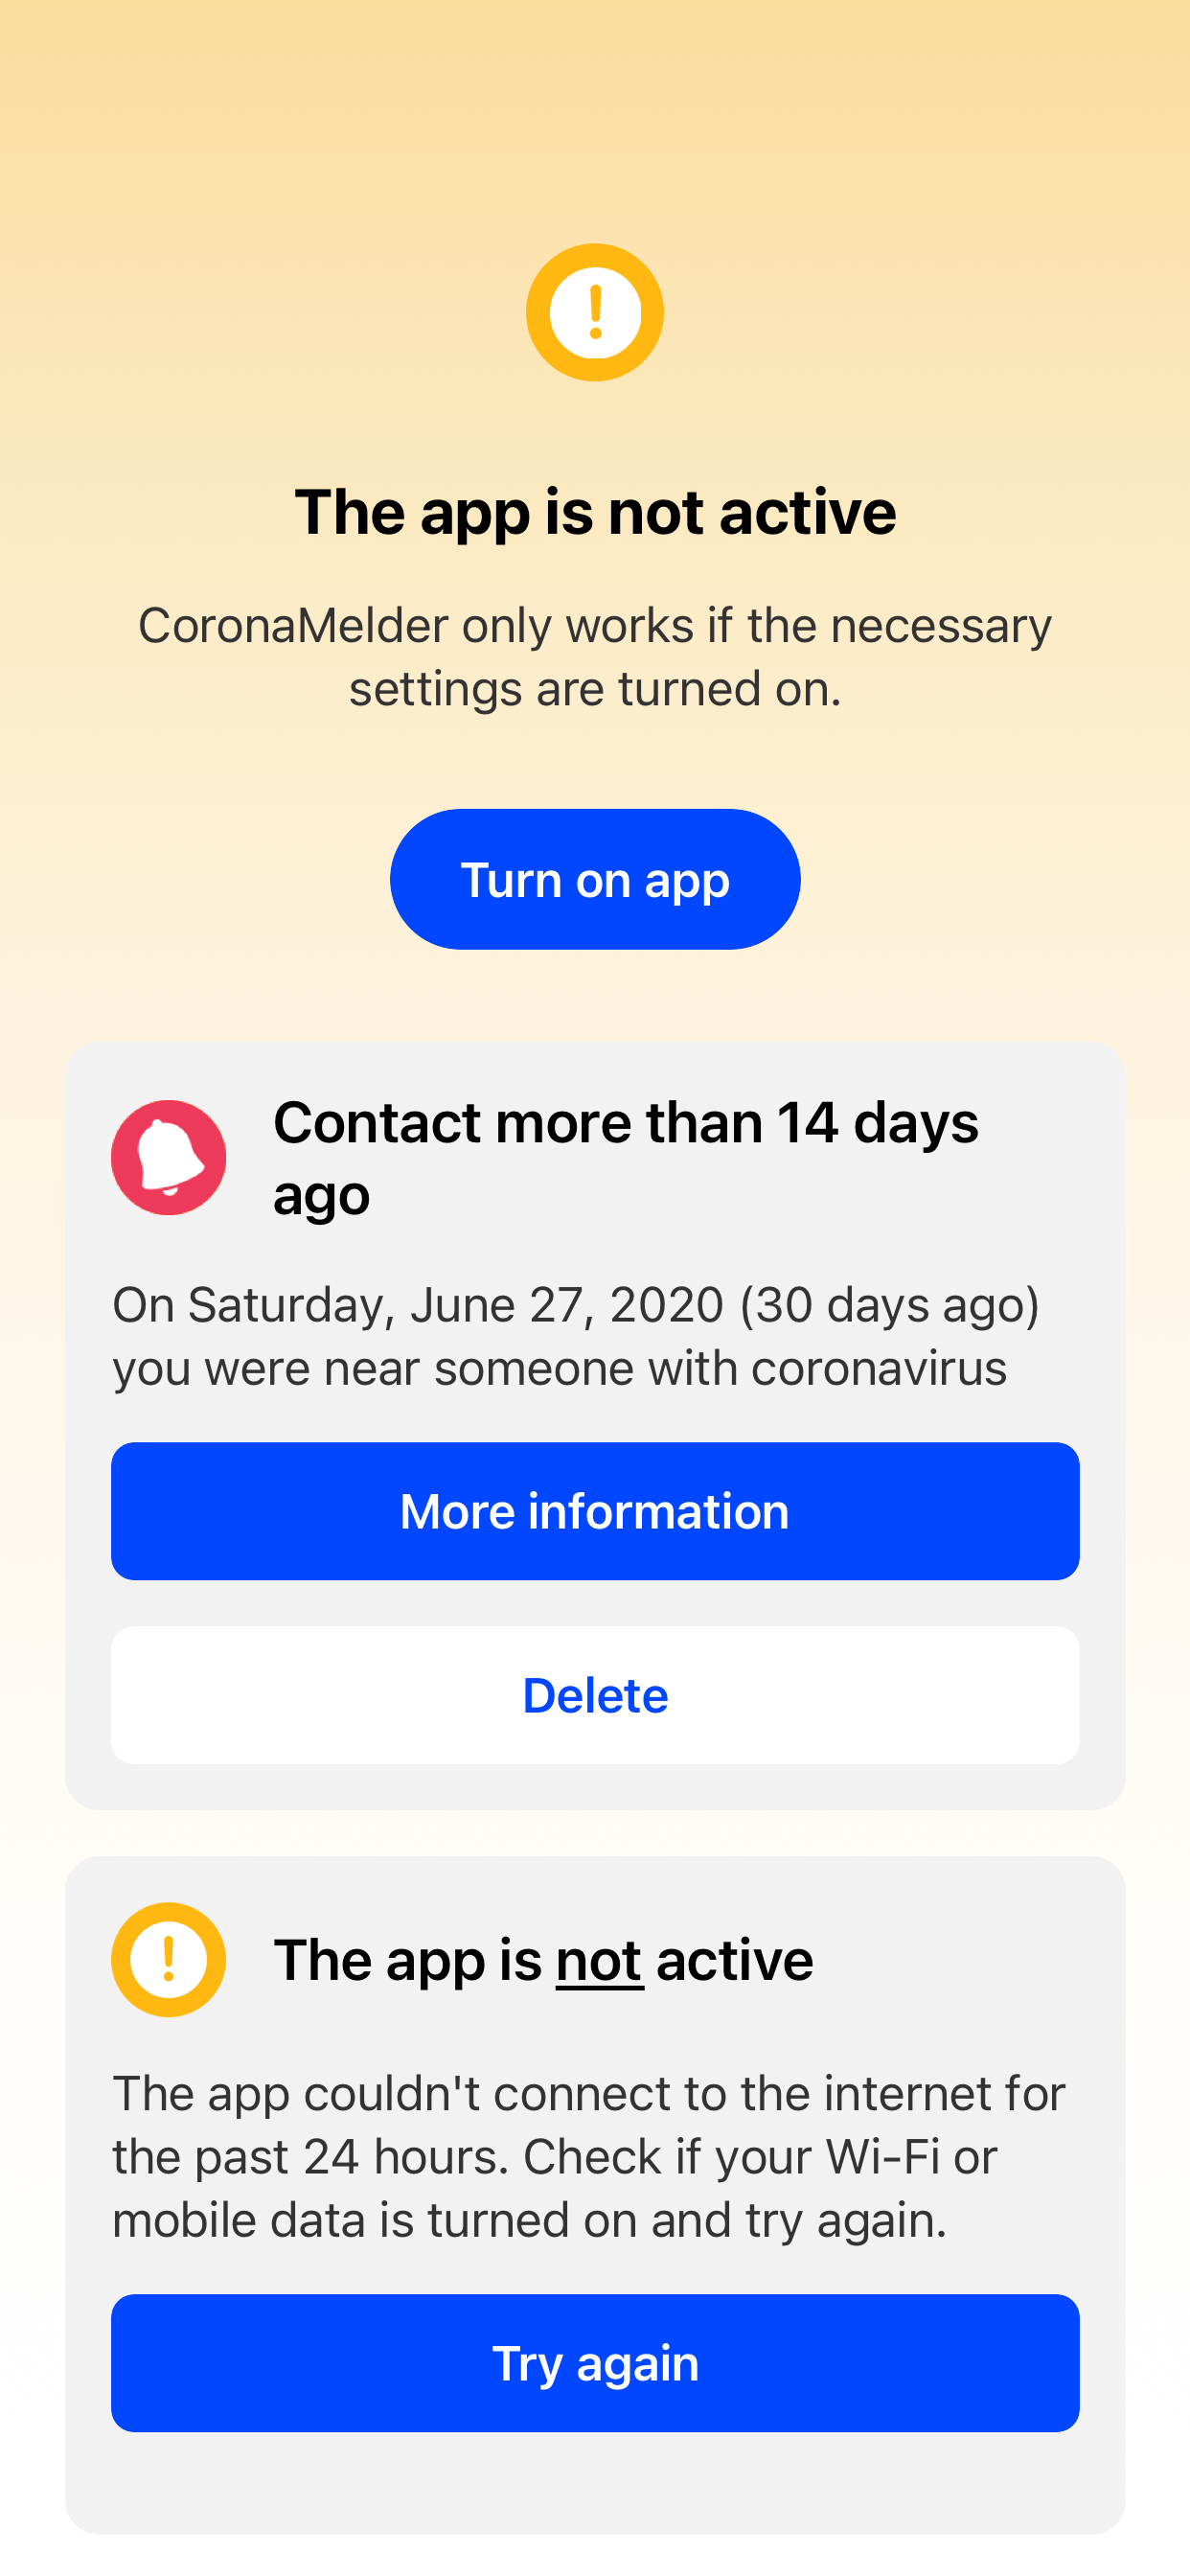 The app is not active
CoronaMelder only works if the necessary
settings are turned on.
Turn on app
Contact more than 14 days
ago
On Saturday, June 27, 2020 (30 days ago)
you were near someone with coronavirus
More information
Delete
The app is not active
The app couldn't connect to the internet for
the past 24 hours. Check if your Wi-Fi or
mobile data is turned on and try again.
Try again